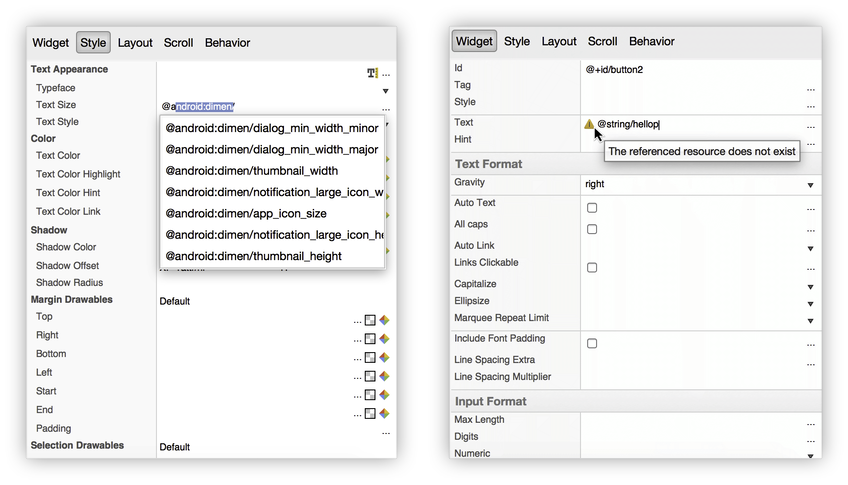 Widget Style Layout Scroll Behavior
Text Appearance
...
Typeface
Text Size @android:dimen/ ...
Text Style
@android:dimen/dialog_min_width_minor
@android:dimen/dialog_min_width_major
@android:dimen/thumbnail_width
@android:dimen/notification_large_icon_w
@android:dimen/app_icon_size
@android:dimen/notification_large_icon_he
@android:dimen/thumbnail_height
Color
Text Color
Text Color Highlight
Text Color Hint
Text Color Link
Shadow
Shadow Color
Shadow Offset
Shadow Radius
Margin Drawables Default
Top ...
Right ...
Bottom ...
Left ...
Start ...
End ...
Padding ...
Selection Drawables Default
Widget Style Layout Scroll Behavior
Id @+id/button2
Tag ...
Style ...
Text @string/hellop ...
Hint ...
The referenced resource does not exist
Text Format
Gravity right
Auto Text ...
All caps ...
Auto Link
Links Clickable ...
Capitalize
Ellipsize
Marquee Repeat Limit
Include Font Padding ...
Line Spacing Extra ...
Line Spacing Multiplier
Input Format
Max Length ...
Digits ...
Numeric